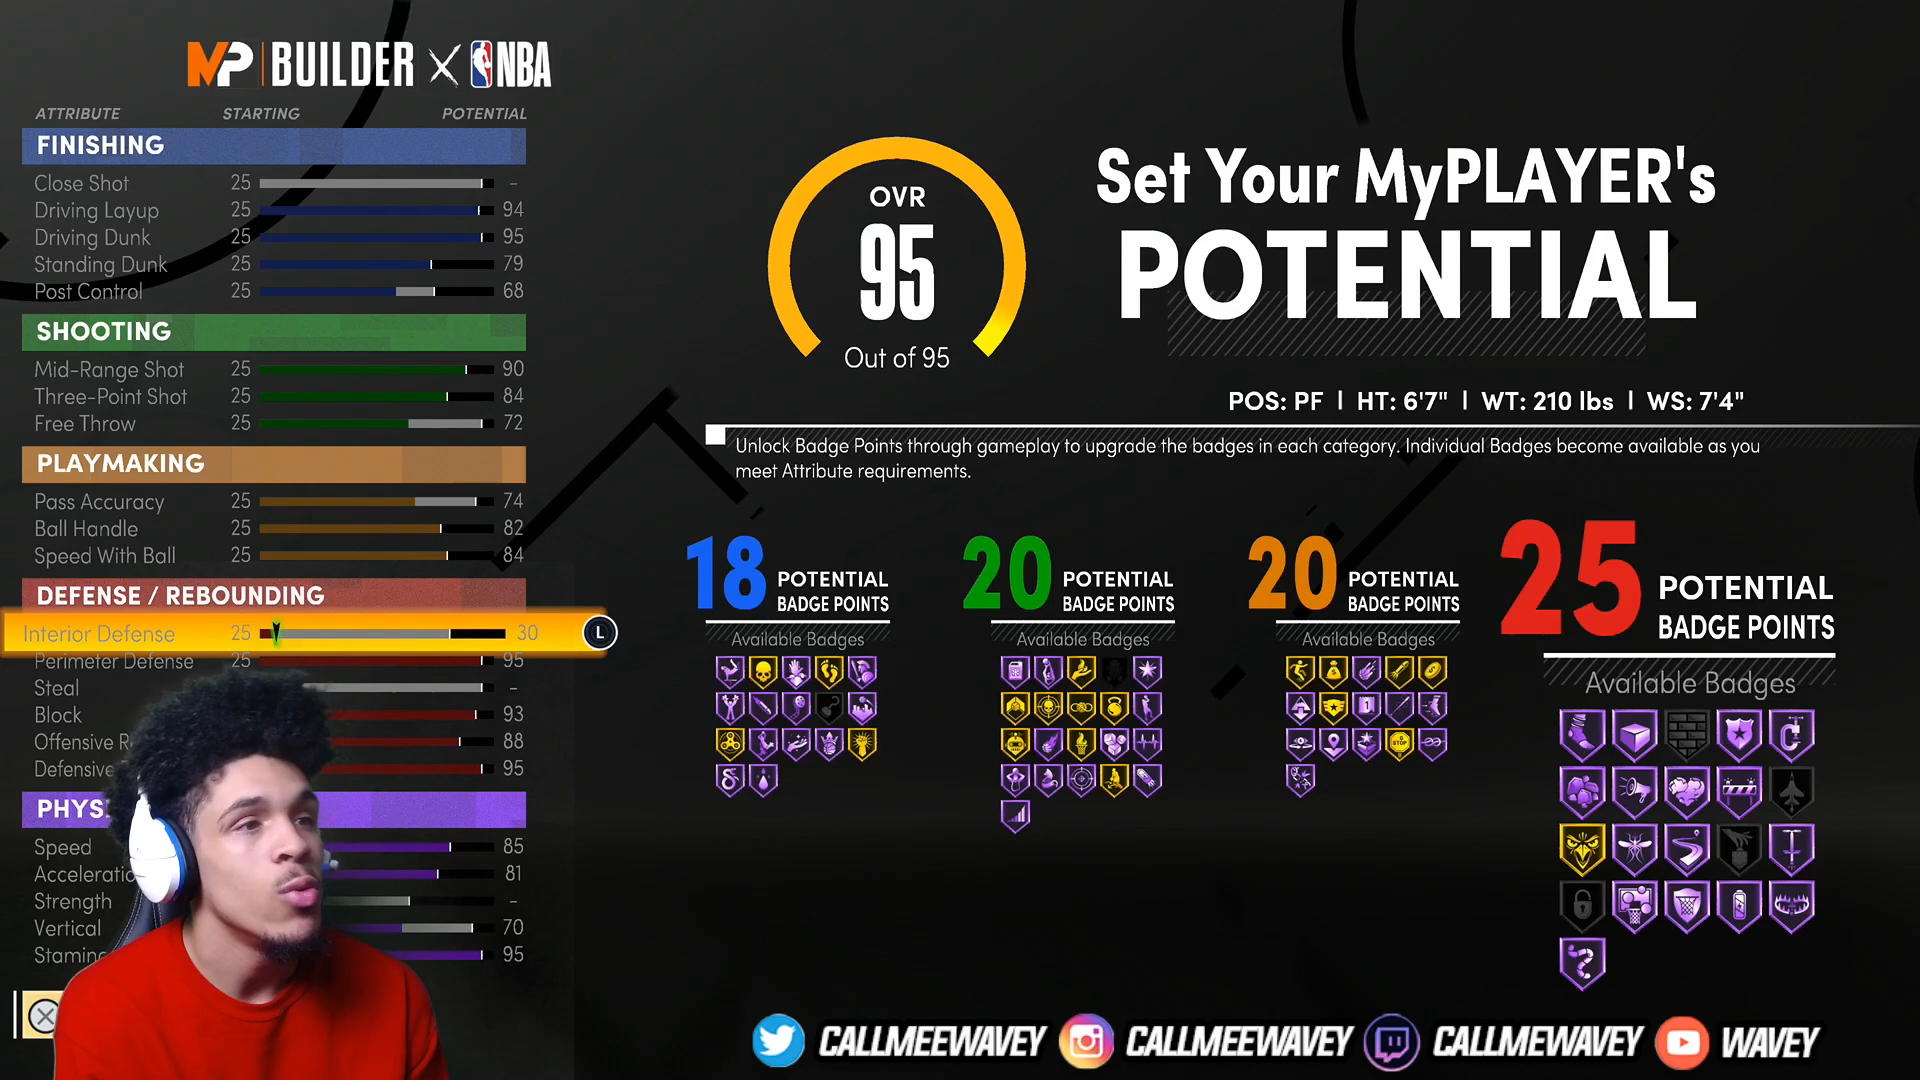 MP BUILDER X NBA
ATTRIBUTE STARTING POTENTIAL
FINISHING
Close Shot 25 -
Driving Layup 25 94
Driving Dunk 25 95
Standing Dunk 25 79
Post Control 25 68
SHOOTING
Mid-Range Shot 25 90
Three-Point Shot 25 84
Free Throw 25 72
PLAYMAKING
Pass Accuracy 25 74
Ball Handle 25 82
Speed With Ball 25 84
DEFENSE / REBOUNDING
Interior Defense 25 30 L
Perimeter Defense 25 95
Steal -
Block 93
Offensive R 88
Defensive 95
PHYS
Speed 85
Acceleratio 81
Strength -
Vertical 70
Stamin 95
OVR
95
Out of 95
Set Your MyPLAYER's
POTENTIAL
POS: PF | HT: 6'7" | WT: 210 lbs | WS: 7'4"
Unlock Badge Points through gameplay to upgrade the badges in each category. Individual Badges become available as you
meet Attribute requirements.
18 POTENTIAL
BADGE POINTS
Available Badges
20 POTENTIAL
BADGE POINTS
Available Badges
20 POTENTIAL
BADGE POINTS
Available Badges
STOP
25 POTENTIAL
BADGE POINTS
Available Badges
CALLMEEWAVEY CALLMEEWAVEY CALLMEWAVEY WAVEY